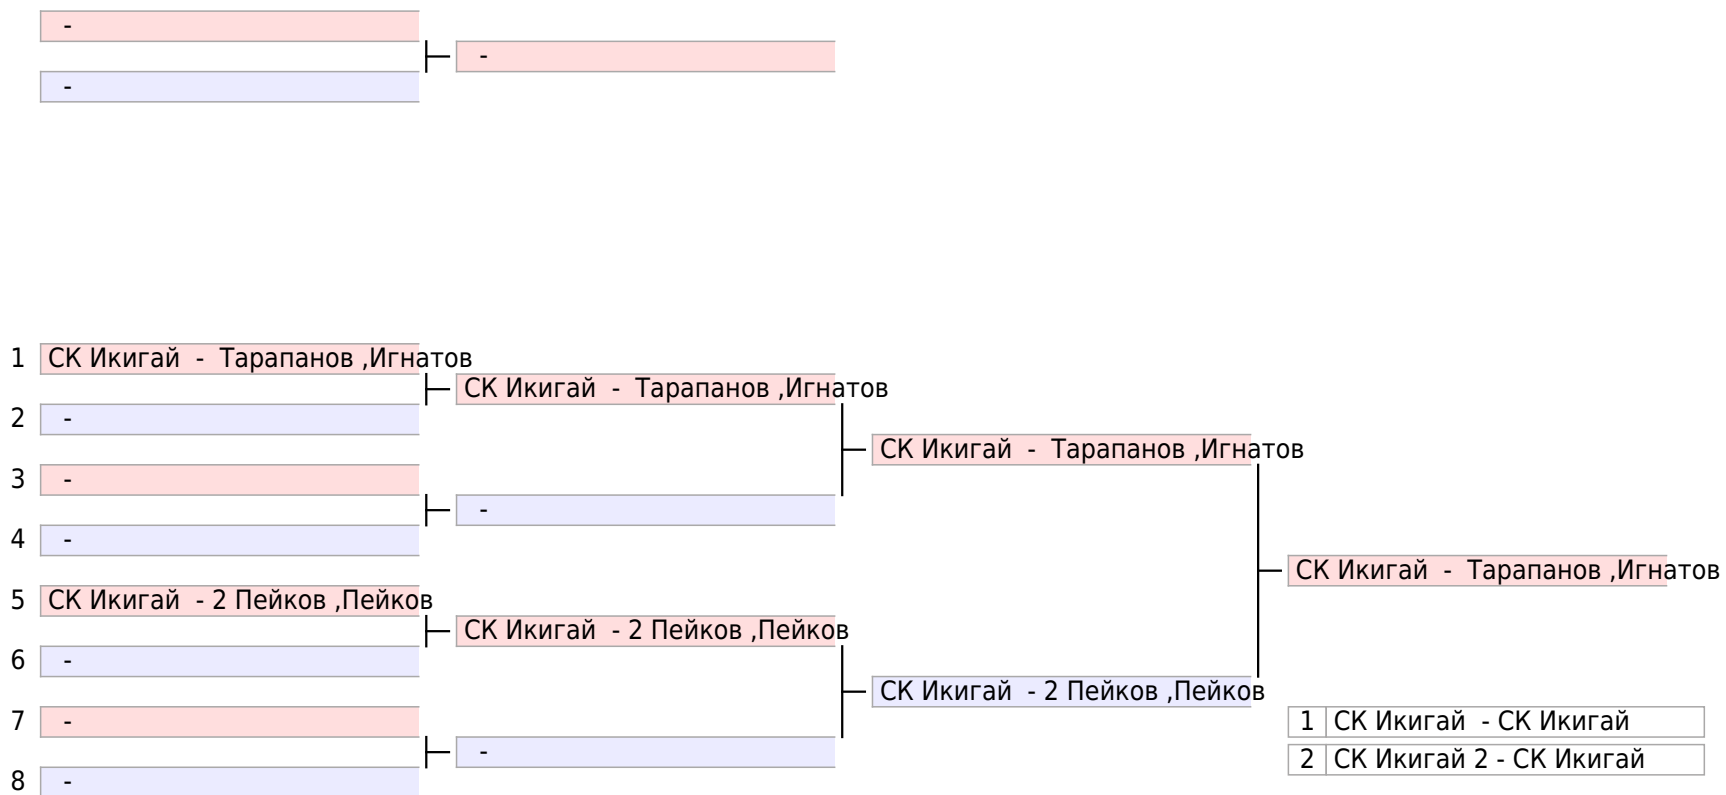 -
-
-
1 СК Икигай - Тарапанов ,Игнатов
СК Икигай - Тарапанов ,Игнатов
2 -
СК Икигай - Тарапанов ,Игнатов
3 -
-
4 -
СК Икигай - Тарапанов ,Игнатов
5 СК Икигай - 2 Пейков ,Пейков
СК Икигай - 2 Пейков ,Пейков
6 -
СК Икигай - 2 Пейков ,Пейков
7 -
1 СК Икигай - СК Икигай
-
2 СК Икигай 2 - СК Икигай
8 -